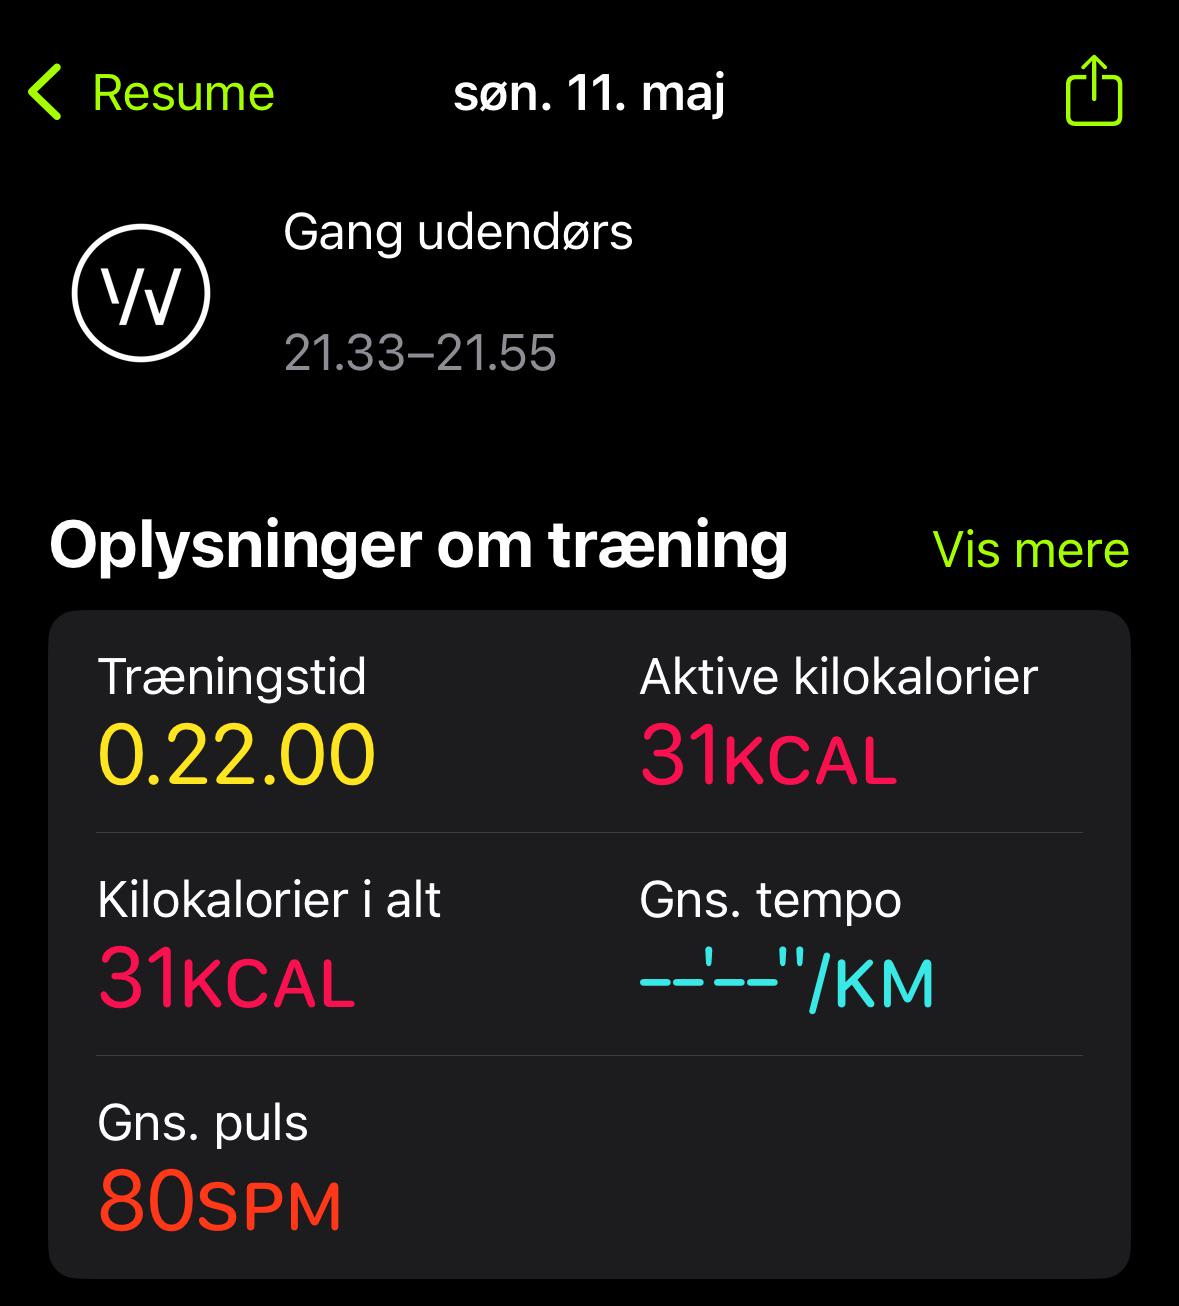 Resume
søn. 11. maj
Gang udendørs
21.33–21.55
Oplysninger om træning
Vis mere
Træningstid
Aktive kilokalorier
0.22.00
31KCAL
Kilokalorier i alt
Gns. tempo
31KCAL
--'--''/KM
Gns. puls
80SPM